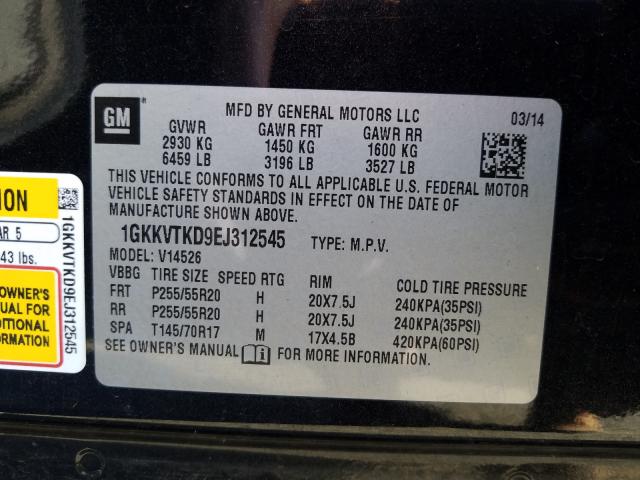 GM
MFD BY GENERAL MOTORS LLC
03/14
GVWR GAWR FRT GAWR RR
2930 KG 1450 KG 1600 KG
6459 LB 3196 LB 3527 LB
THIS VEHICLE CONFORMS TO ALL APPLICABLE U.S. FEDERAL MOTOR
VEHICLE SAFETY STANDARDS IN EFFECT ON THE DATE OF
MANUFACTURE SHOWN ABOVE.
1GKKVTKD9EJ312545 TYPE: M.P.V.
MODEL: V14526
VBBG TIRE SIZE SPEED RTG RIM COLD TIRE PRESSURE
FRT P255/55R20 H 20X7.5J 240KPA(35PSI)
RR P255/55R20 H 20X7.5J 240KPA(35PSI)
SPA T145/70R17 M 17X4.5B 420KPA(60PSI)
SEE OWNER'S MANUAL FOR MORE INFORMATION.
5
43 lbs.
OWNER'S
FOR
INFORMATION
1GKKVTKD9EJ312545